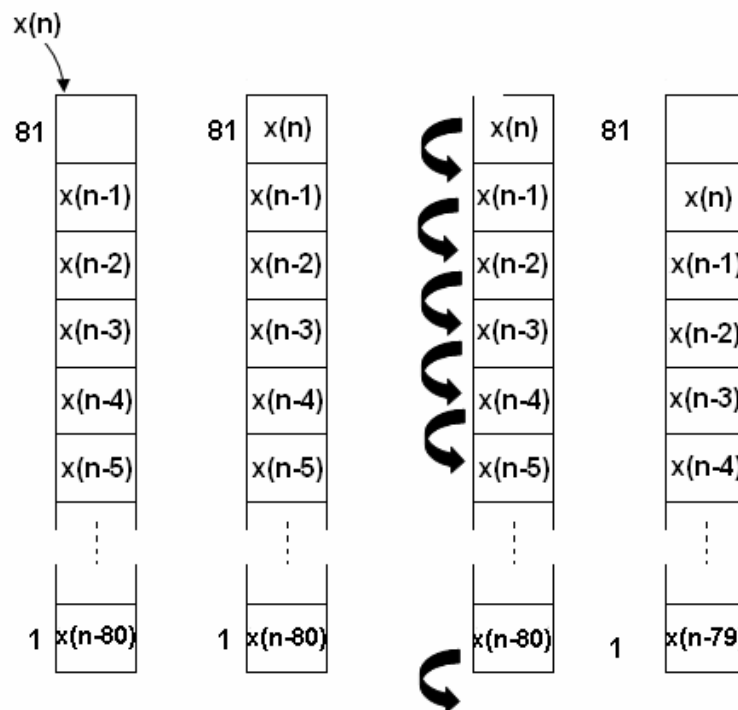 x(n)
81
81 x(n)
x(n)
81
x(n-1) x(n-1) x(n-1) x(n)
x(n-2) x(n-2) x(n-2) x(n-1)
x(n-3) x(n-3) x(n-3) x(n-2)
x(n-4) x(n-4) x(n-4) x(n-3)
x(n-5) x(n-5) x(n-5) x(n-4)
1 x(n-80) 1 x(n-80) x(n-80) 1 x(n-79